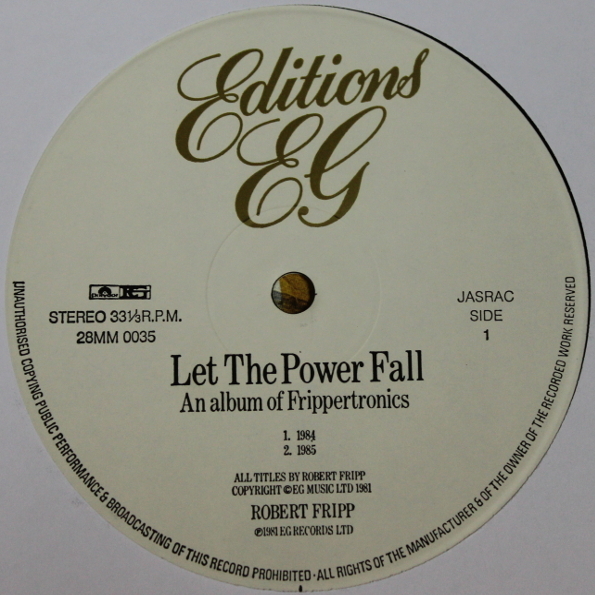 Editions
E.G
Polydor
STEREO 33⅓R.P.M.
28MM 0035
JASRAC
SIDE
1
Let The Power Fall
An album of Frippertronics
1. 1984
2. 1985
ALL TITLES BY ROBERT FRIPP
COPYRIGHT ©EG MUSIC LTD 1981
ROBERT FRIPP
℗1981 EG RECORDS LTD
UNAUTHORISED COPYING PUBLIC PERFORMANCE & BROADCASTING OF THIS RECORD PROHIBITED · ALL RIGHTS OF THE MANUFACTURER & OF THE OWNER OF THE RECORDED WORK RESERVED